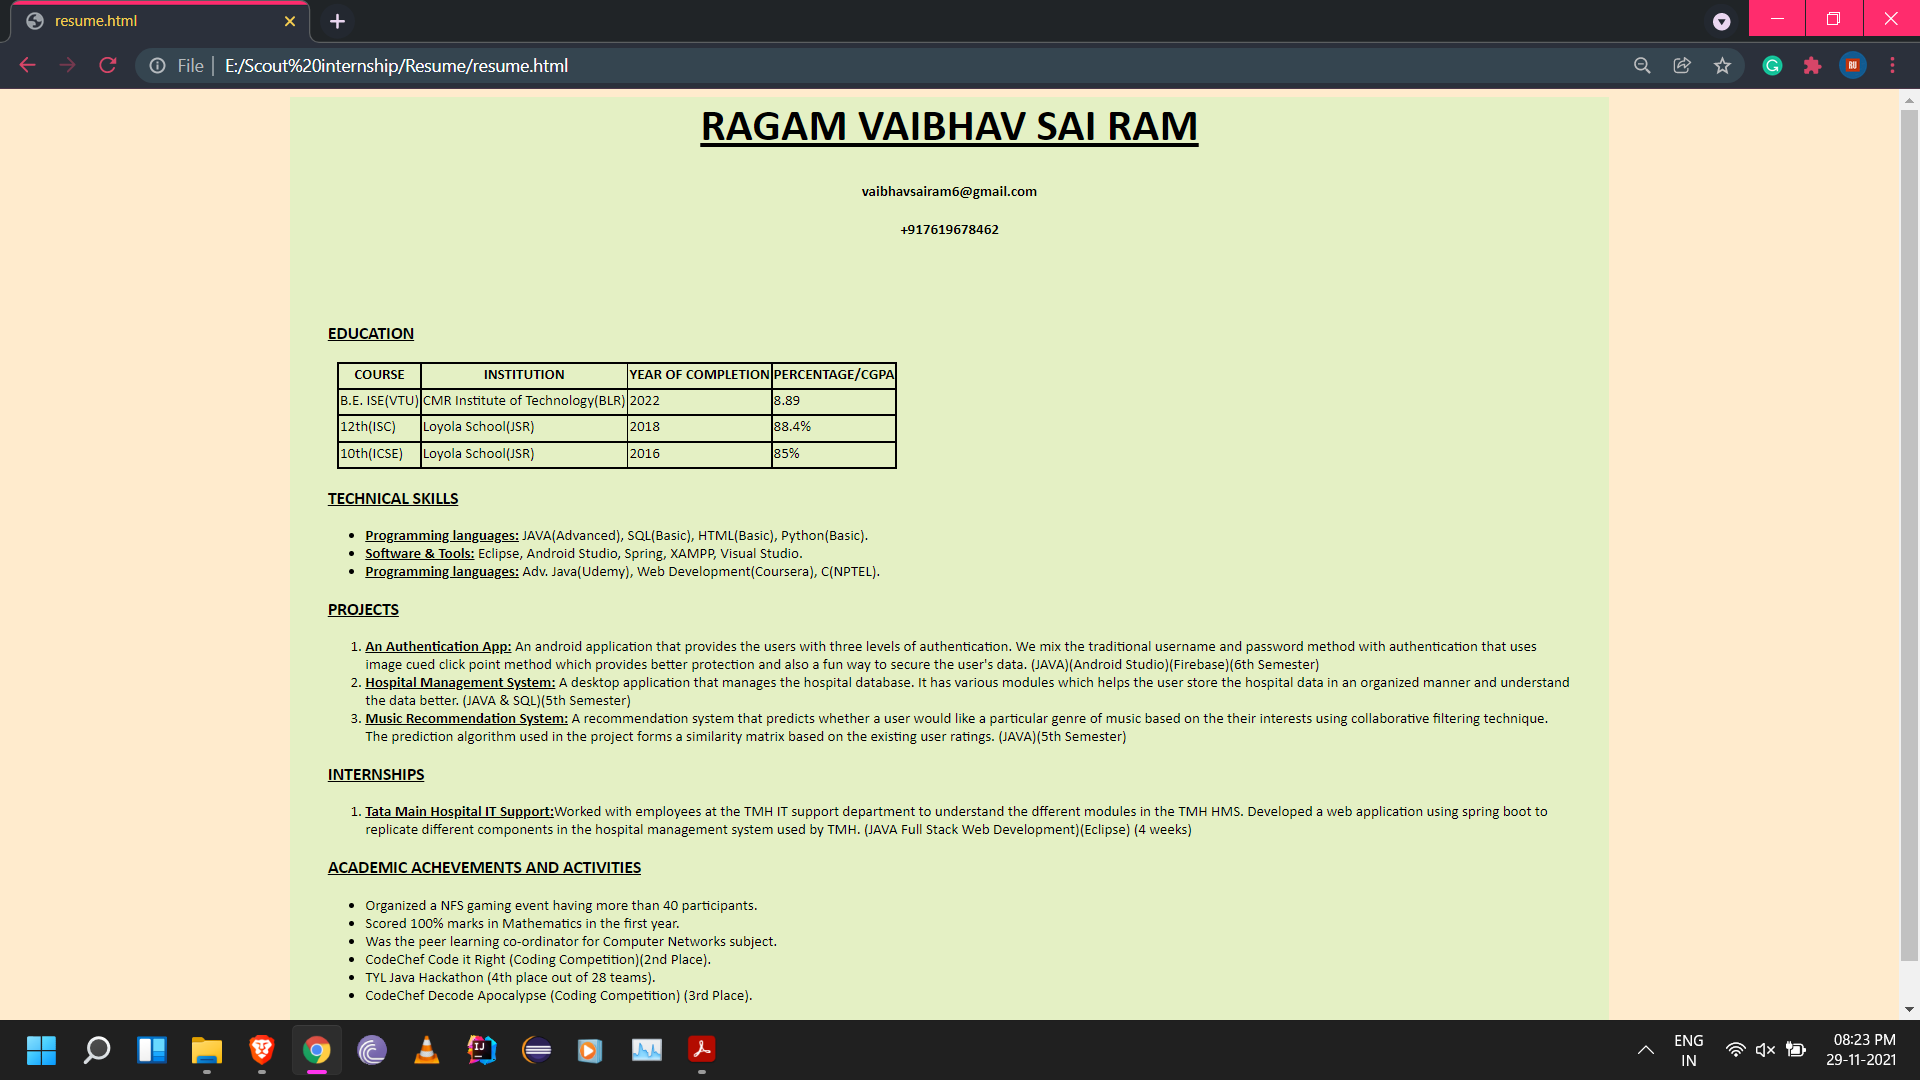 resume.html
File | E:/Scout%20internship/Resume/resume.html
RAGAM VAIBHAV SAI RAM
vaibhavsairam6@gmail.com
+917619678462
EDUCATION
COURSE INSTITUTION YEAR OF COMPLETION PERCENTAGE/CGPA
B.E. ISE(VTU) CMR Institute of Technology(BLR) 2022 8.89
12th(ISC) Loyola School(JSR) 2018 88.4%
10th(ICSE) Loyola School(JSR) 2016 85%
TECHNICAL SKILLS
• Programming languages: JAVA(Advanced), SQL(Basic), HTML(Basic), Python(Basic).
• Software & Tools: Eclipse, Android Studio, Spring, XAMPP, Visual Studio.
• Programming languages: Adv. Java(Udemy), Web Development(Coursera), C(NPTEL).
PROJECTS
1. An Authentication App: An android application that provides the users with three levels of authentication. We mix the traditional username and password method with authentication that uses
image cued click point method which provides better protection and also a fun way to secure the user's data. (JAVA)(Android Studio)(Firebase)(6th Semester)
2. Hospital Management System: A desktop application that manages the hospital database. It has various modules which helps the user store the hospital data in an organized manner and understand
the data better. (JAVA & SQL)(5th Semester)
3. Music Recommendation System: A recommendation system that predicts whether a user would like a particular genre of music based on the their interests using collaborative filtering technique.
The prediction algorithm used in the project forms a similarity matrix based on the existing user ratings. (JAVA)(5th Semester)
INTERNSHIPS
1. Tata Main Hospital IT Support:Worked with employees at the TMH IT support department to understand the dfferent modules in the TMH HMS. Developed a web application using spring boot to
replicate different components in the hospital management system used by TMH. (JAVA Full Stack Web Development)(Eclipse) (4 weeks)
ACADEMIC ACHEVEMENTS AND ACTIVITIES
• Organized a NFS gaming event having more than 40 participants.
• Scored 100% marks in Mathematics in the first year.
• Was the peer learning co-ordinator for Computer Networks subject.
• CodeChef Code it Right (Coding Competition)(2nd Place).
• TYL Java Hackathon (4th place out of 28 teams).
• CodeChef Decode Apocalypse (Coding Competition) (3rd Place).
ENG
IN
08:23 PM
29-11-2021